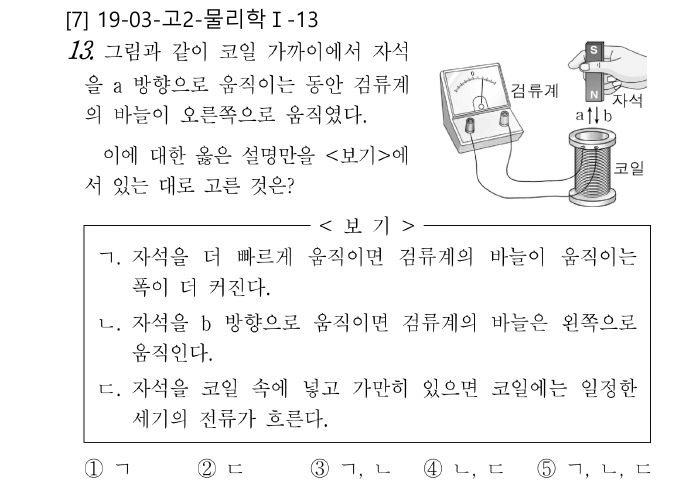 [7] 19-03-고2-물리학Ⅰ-13
13. 그림과 같이 코일 가까이에서 자석
을 a 방향으로 움직이는 동안 검류계
의 바늘이 오른쪽으로 움직였다.
이에 대한 옳은 설명만을 <보기>에
서 있는 대로 고른 것은?
S
N
0
검류계
자석
a
b
코일
< 보 기 >
ㄱ. 자석을 더 빠르게 움직이면 검류계의 바늘이 움직이는
폭이 더 커진다.
ㄴ. 자석을 b 방향으로 움직이면 검류계의 바늘은 왼쪽으로
움직인다.
ㄷ. 자석을 코일 속에 넣고 가만히 있으면 코일에는 일정한
세기의 전류가 흐른다.
① ㄱ ② ㄷ ③ ㄱ, ㄴ ④ ㄴ, ㄷ ⑤ ㄱ, ㄴ, ㄷ